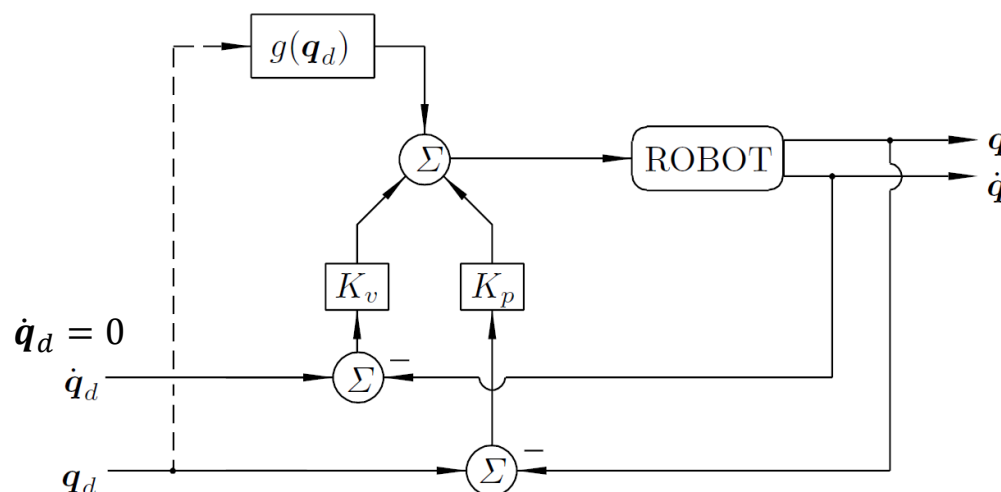 g(𝒒_d)
Σ
ROBOT
𝒒
𝒒̇
K_v
K_p
𝒒̇_d = 0
𝒒̇_d
Σ
−
𝒒_d
Σ
−